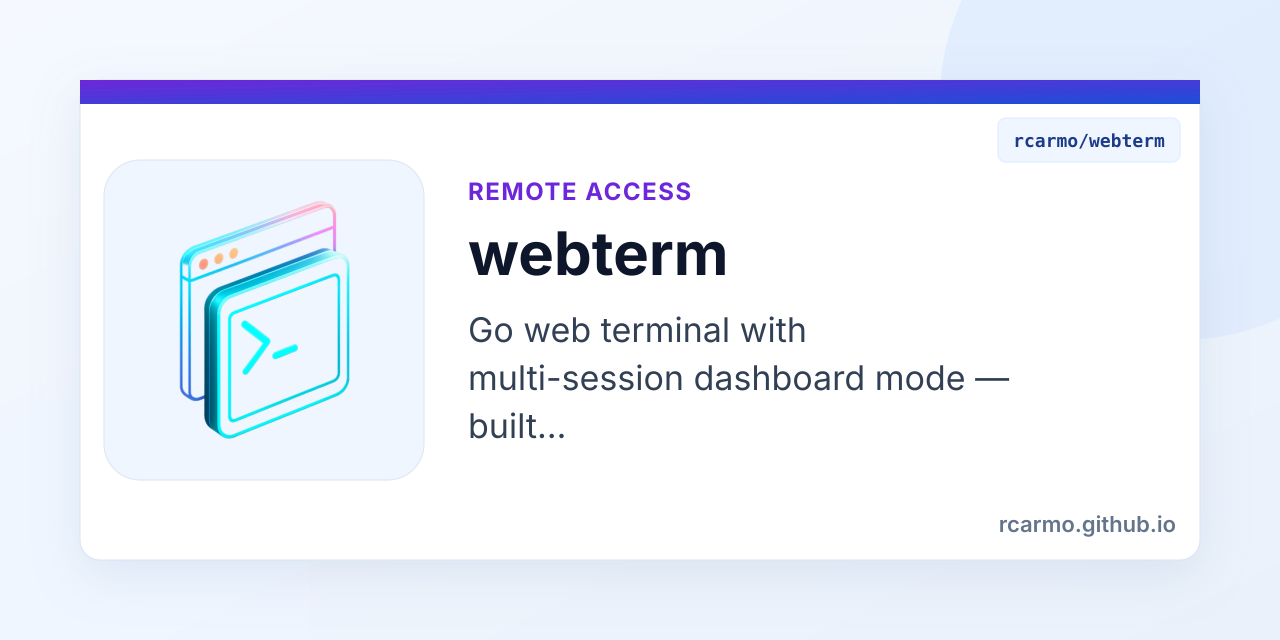 rcarmo/webterm
REMOTE ACCESS
webterm
Go web terminal with
multi-session dashboard mode —
built...
rcarmo.github.io